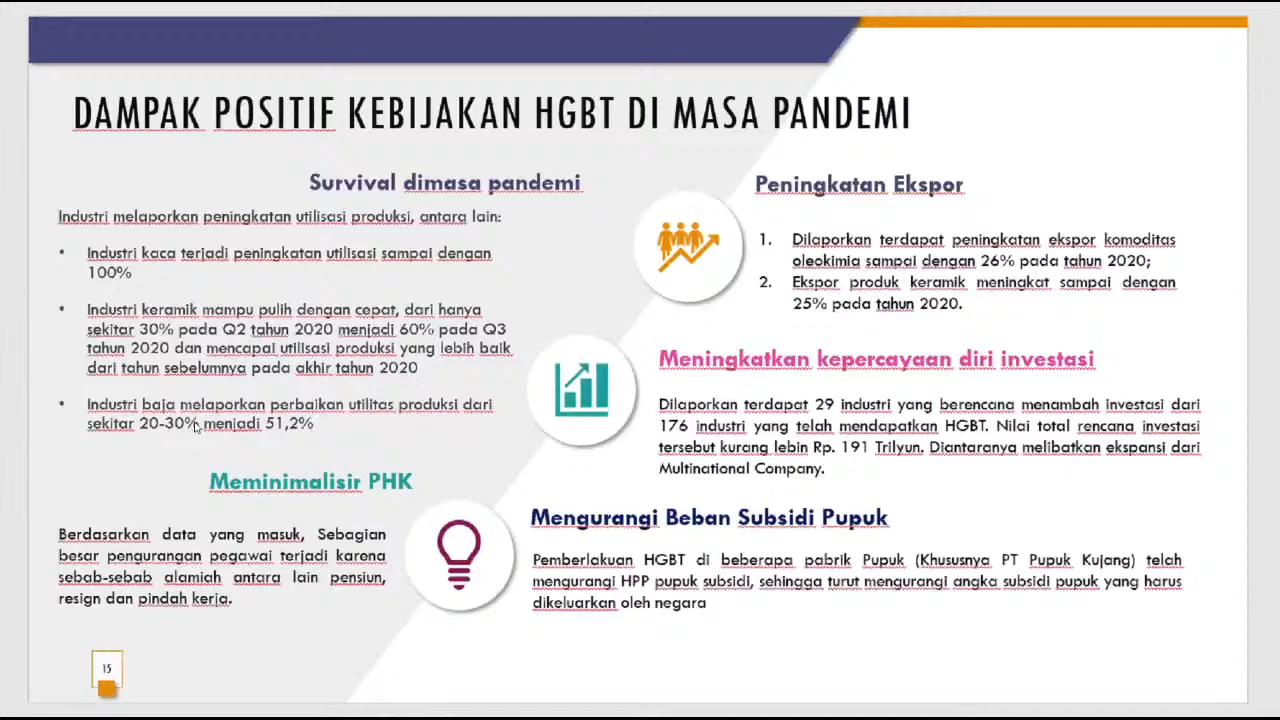 DAMPAK POSITIF KEBIJAKAN HGBT DI MASA PANDEMI
Survival dimasa pandemi
Industri melaporkan peningkatan utilisasi produksi, antara lain:
• Industri kaca terjadi peningkatan utilisasi sampai dengan
100%
• Industri keramik mampu pulih dengan cepat, dari hanya
sekitar 30% pada Q2 tahun 2020 menjadi 60% pada Q3
tahun 2020 dan mencapai utilisasi produksi yang lebih baik
dari tahun sebelumnya pada akhir tahun 2020
• Industri baja melaporkan perbaikan utilitas produksi dari
sekitar 20-30% menjadi 51,2%
Meminimalisir PHK
Berdasarkan data yang masuk, Sebagian
besar pengurangan pegawai terjadi karena
sebab-sebab alamiah antara lain pensiun,
resign dan pindah kerja.
Peningkatan Ekspor
1. Dilaporkan terdapat peningkatan ekspor komoditas
oleokimia sampai dengan 26% pada tahun 2020;
2. Ekspor produk keramik meningkat sampai dengan
25% pada tahun 2020.
Meningkatkan kepercayaan diri investasi
Dilaporkan terdapat 29 industri yang berencana menambah investasi dari
176 industri yang telah mendapatkan HGBT. Nilai total rencana investasi
tersebut kurang lebin Rp. 191 Trilyun. Diantaranya melibatkan ekspansi dari
Multinational Company.
Mengurangi Beban Subsidi Pupuk
Pemberlakuan HGBT di beberapa pabrik Pupuk (Khususnya PT Pupuk Kujang) telah
mengurangi HPP pupuk subsidi, sehingga turut mengurangi angka subsidi pupuk yang harus
dikeluarkan oleh negara
15